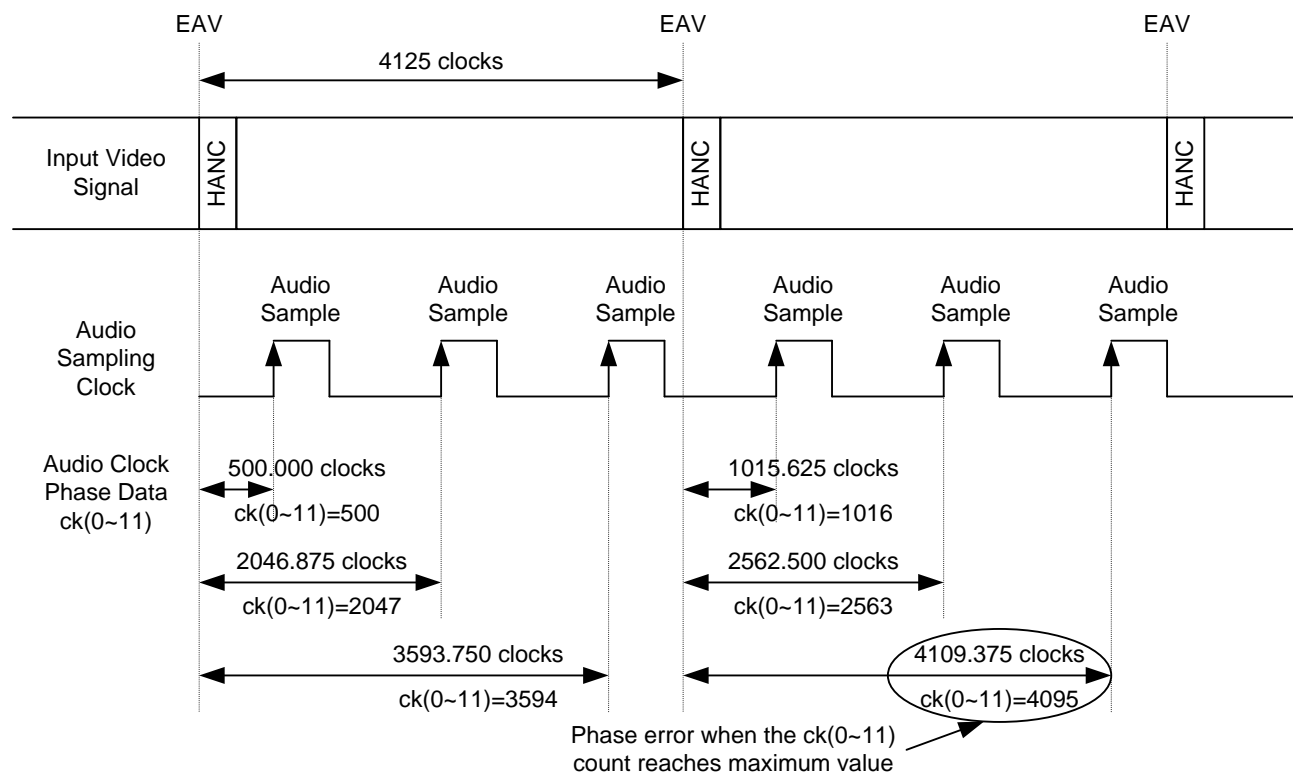 EAV
EAV
EAV
4125 clocks
Input Video
Signal
HANC
HANC
HANC
Audio
Sample
Audio
Sample
Audio
Sample
Audio
Sample
Audio
Sample
Audio
Sample
Audio
Sampling
Clock
Audio Clock
Phase Data
ck(0~11)
500.000 clocks
ck(0~11)=500
1015.625 clocks
ck(0~11)=1016
2046.875 clocks
ck(0~11)=2047
2562.500 clocks
ck(0~11)=2563
3593.750 clocks
ck(0~11)=3594
4109.375 clocks
ck(0~11)=4095
Phase error when the ck(0~11)
count reaches maximum value